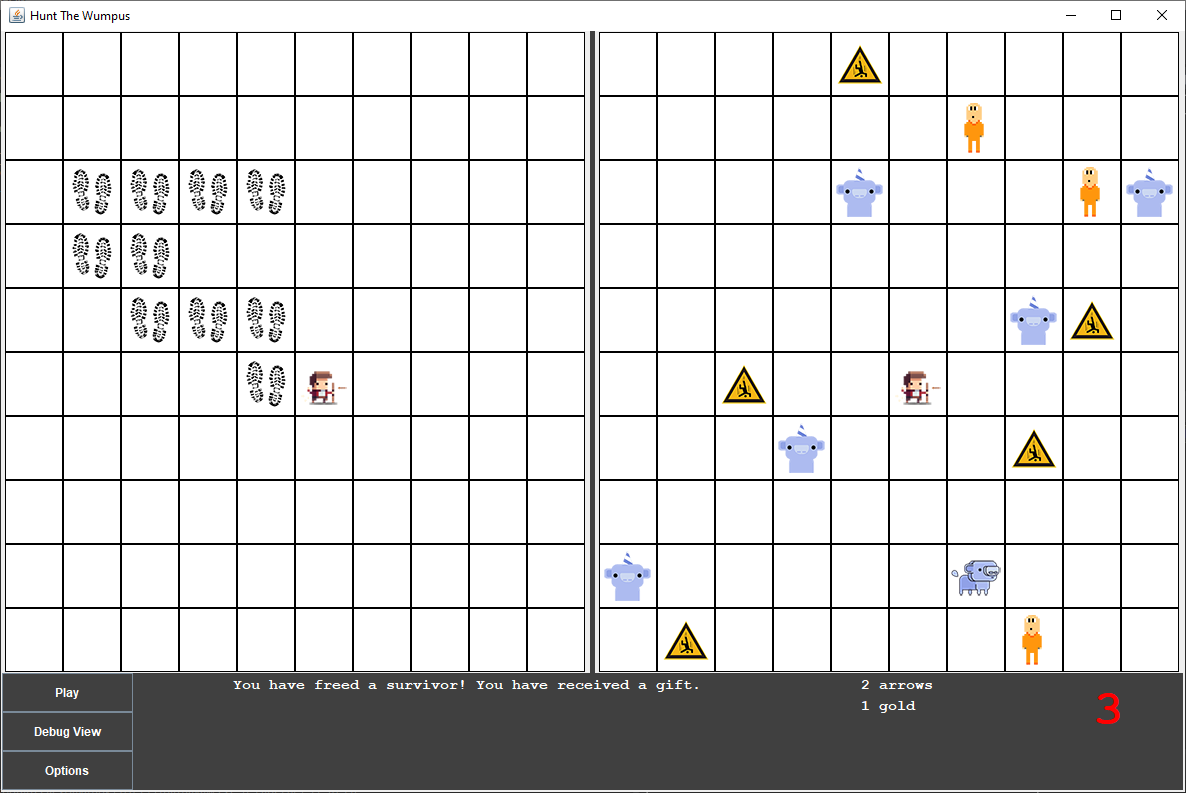 Hunt The Wumpus
Play
Debug View
Options
You have freed a survivor! You have received a gift.
2 arrows
1 gold
3